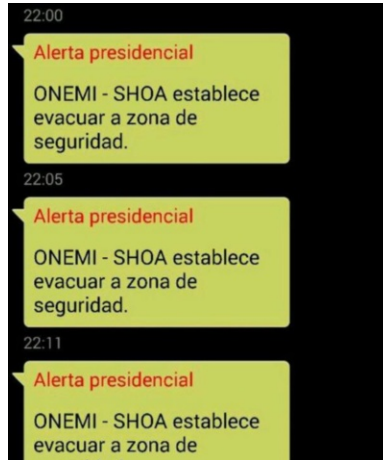 22:00
Alerta presidencial
ONEMI - SHOA establece
evacuar a zona de
seguridad.
22:05
Alerta presidencial
ONEMI - SHOA establece
evacuar a zona de
seguridad.
22:11
Alerta presidencial
ONEMI - SHOA establece
evacuar a zona de